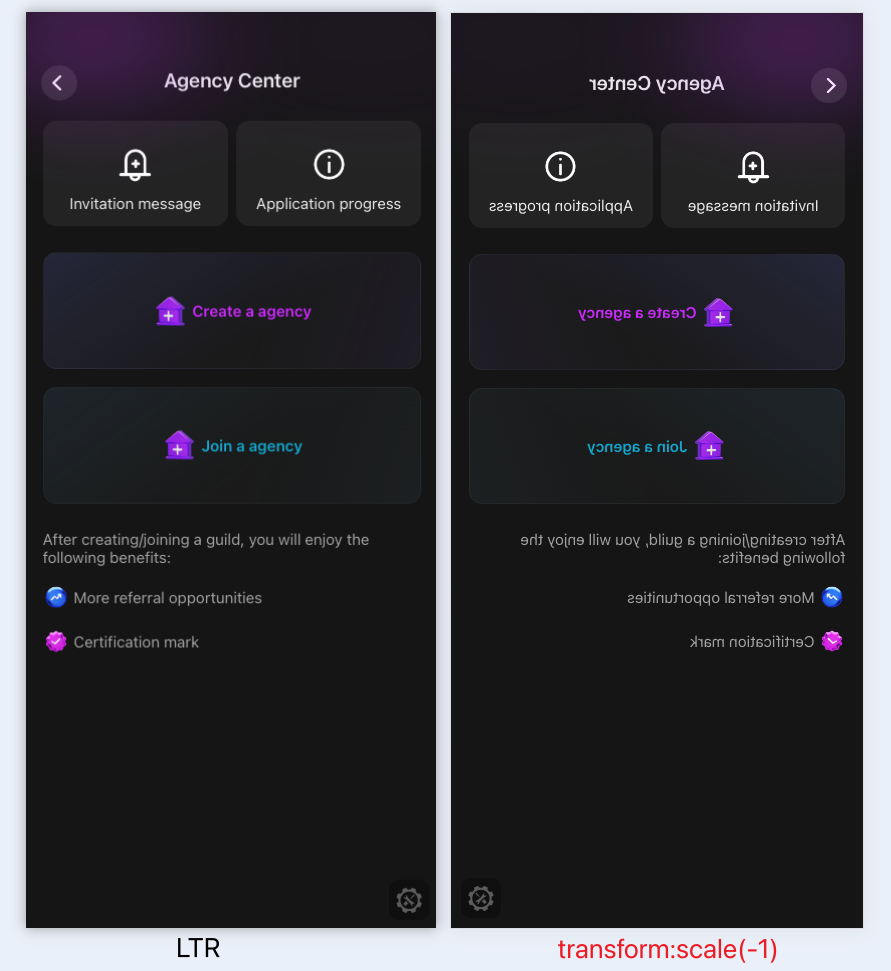 Agency Center
Invitation message
Application progress
Create a agency
Join a agency
After creating/joining a guild, you will enjoy the
following benefits:
More referral opportunities
Certification mark
LTR
Agency Center
Application progress
Invitation message
Create a agency
Join a agency
After creating/joining a guild, you will enjoy the
following benefits:
More referral opportunities
Certification mark
transform:scale(-1)